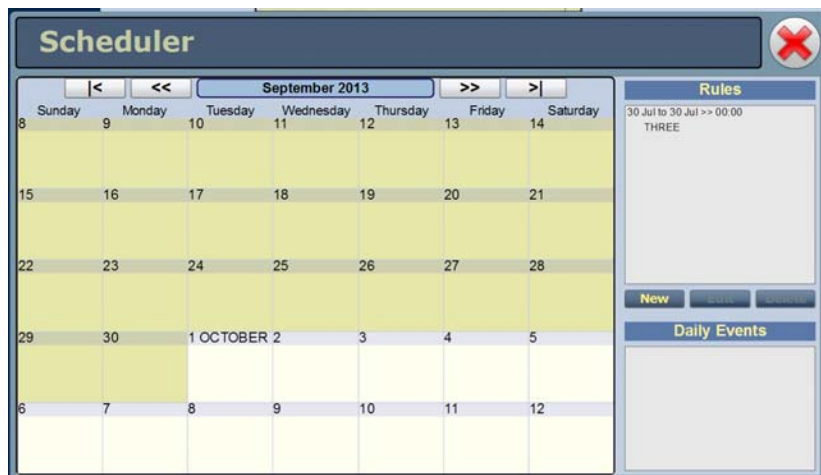 Scheduler
|< << September 2013 >> >|
Sunday Monday Tuesday Wednesday Thursday Friday Saturday
8 9 10 11 12 13 14
15 16 17 18 19 20 21
22 23 24 25 26 27 28
29 30 1 OCTOBER 2 3 4 5
6 7 8 9 10 11 12
Rules
30 Jul to 30 Jul >> 00:00
THREE
New Edit Delete
Daily Events